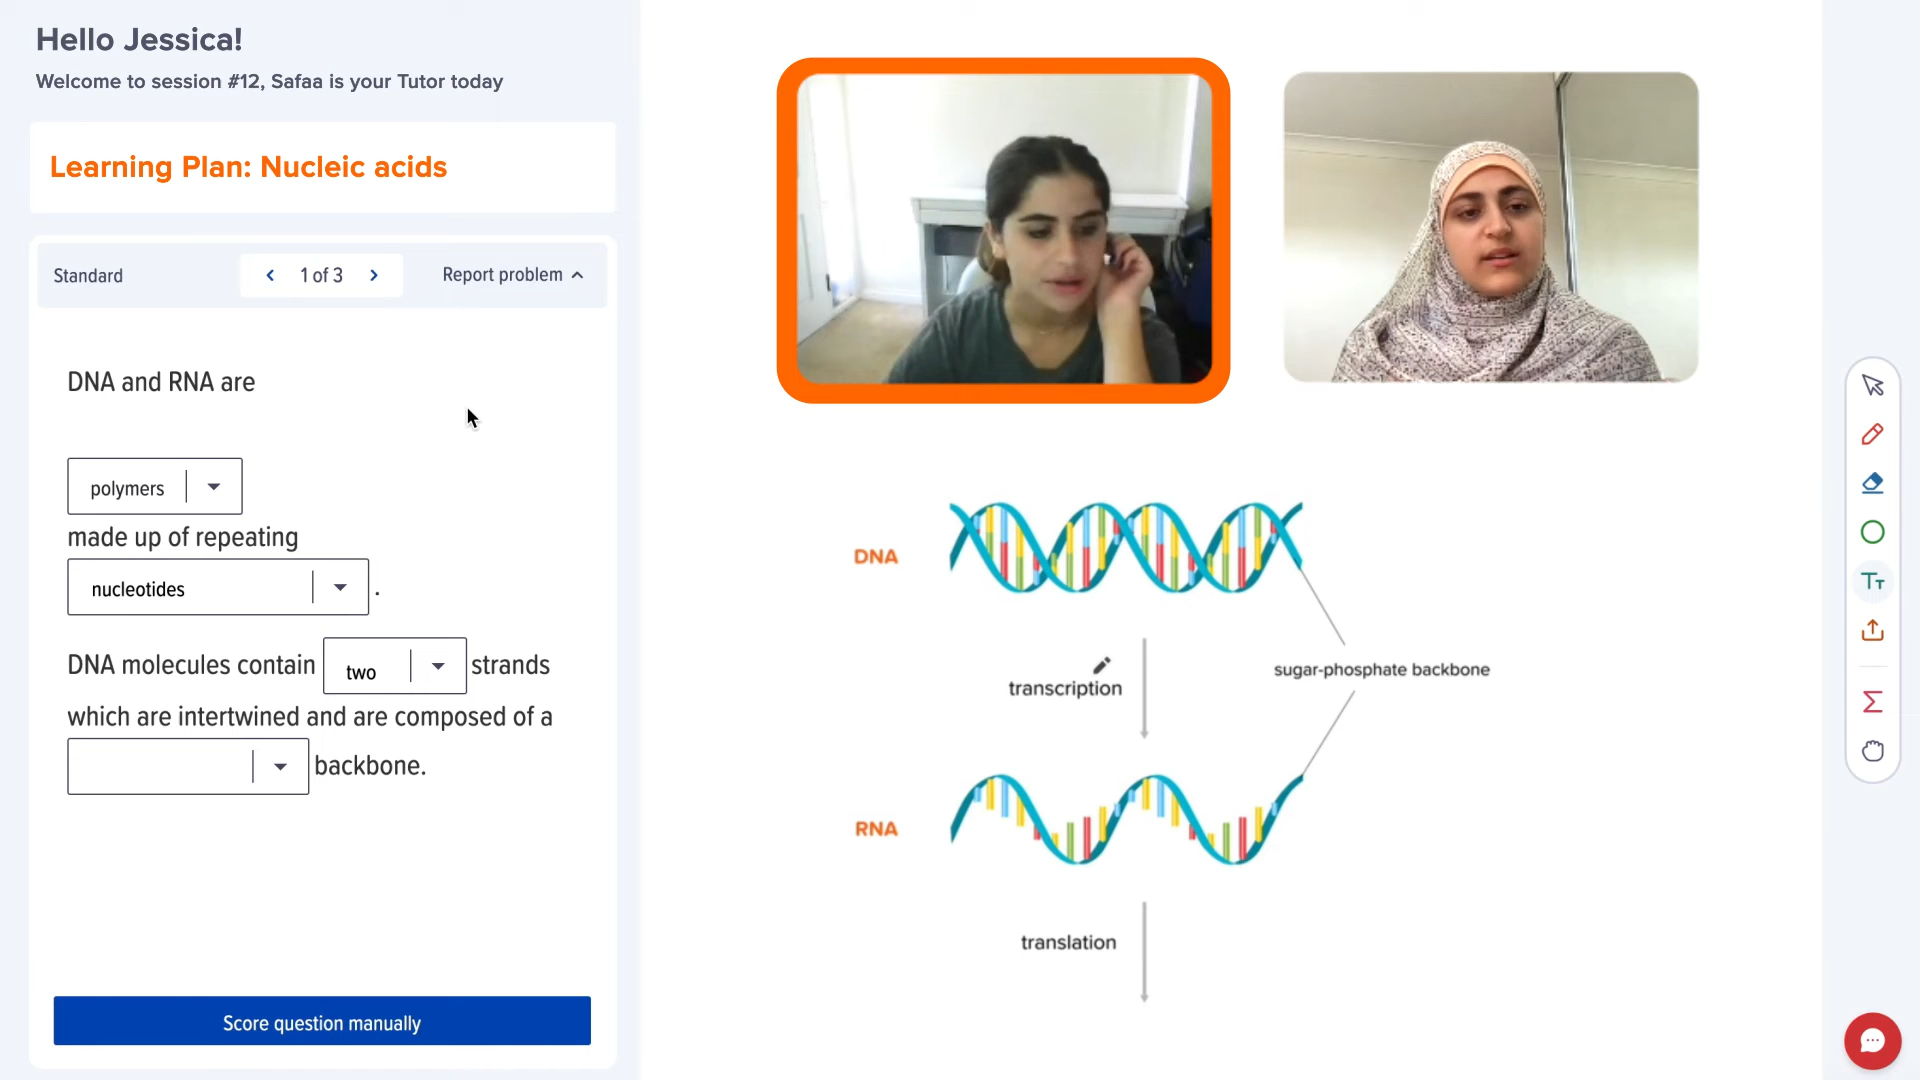 Hello Jessica!
Welcome to session #12, Safaa is your Tutor today
Learning Plan: Nucleic acids
Standard
1 of 3
Report problem
DNA and RNA are
polymers
made up of repeating
nucleotides .
DNA molecules contain two strands
which are intertwined and are composed of a
backbone.
Score question manually
DNA
transcription
sugar-phosphate backbone
RNA
translation
Tт
Σ